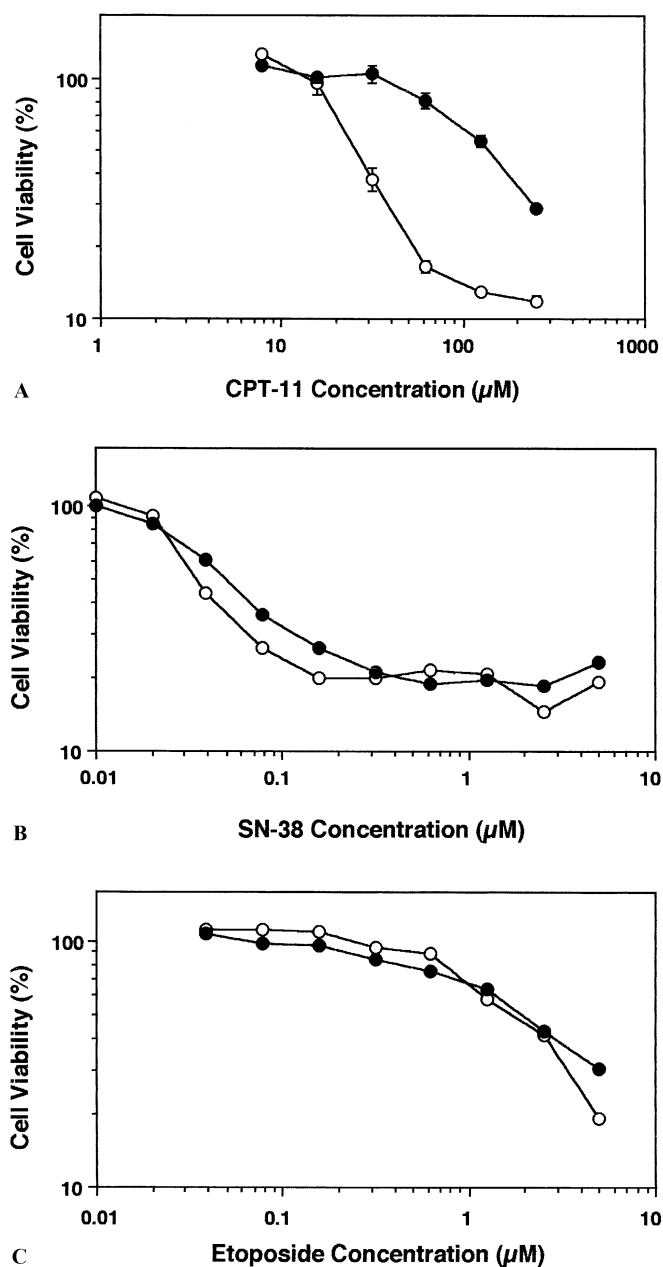 Cell Viability (%)
100
10
1
10
100
1000
A
CPT-11 Concentration (µM)
Cell Viability (%)
100
10
0.01
0.1
1
10
B
SN-38 Concentration (µM)
Cell Viability (%)
100
10
0.01
0.1
1
10
C
Etoposide Concentration (µM)